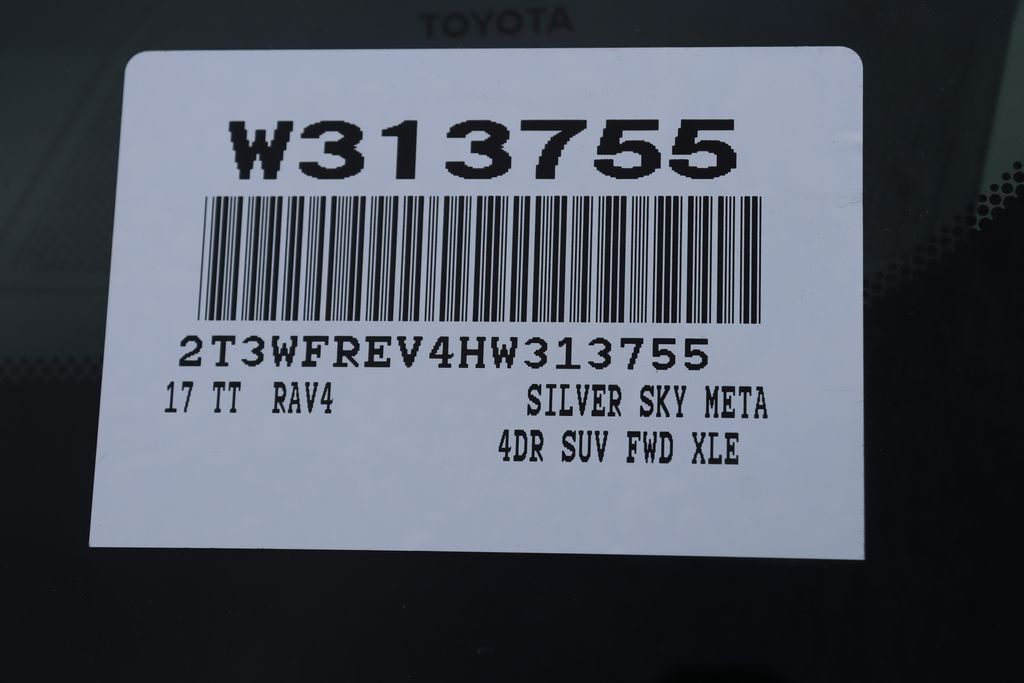 TOYOTA
W313755
2T3WFREV4HW313755
17 TT RAV4 SILVER SKY META
4DR SUV FWD XLE